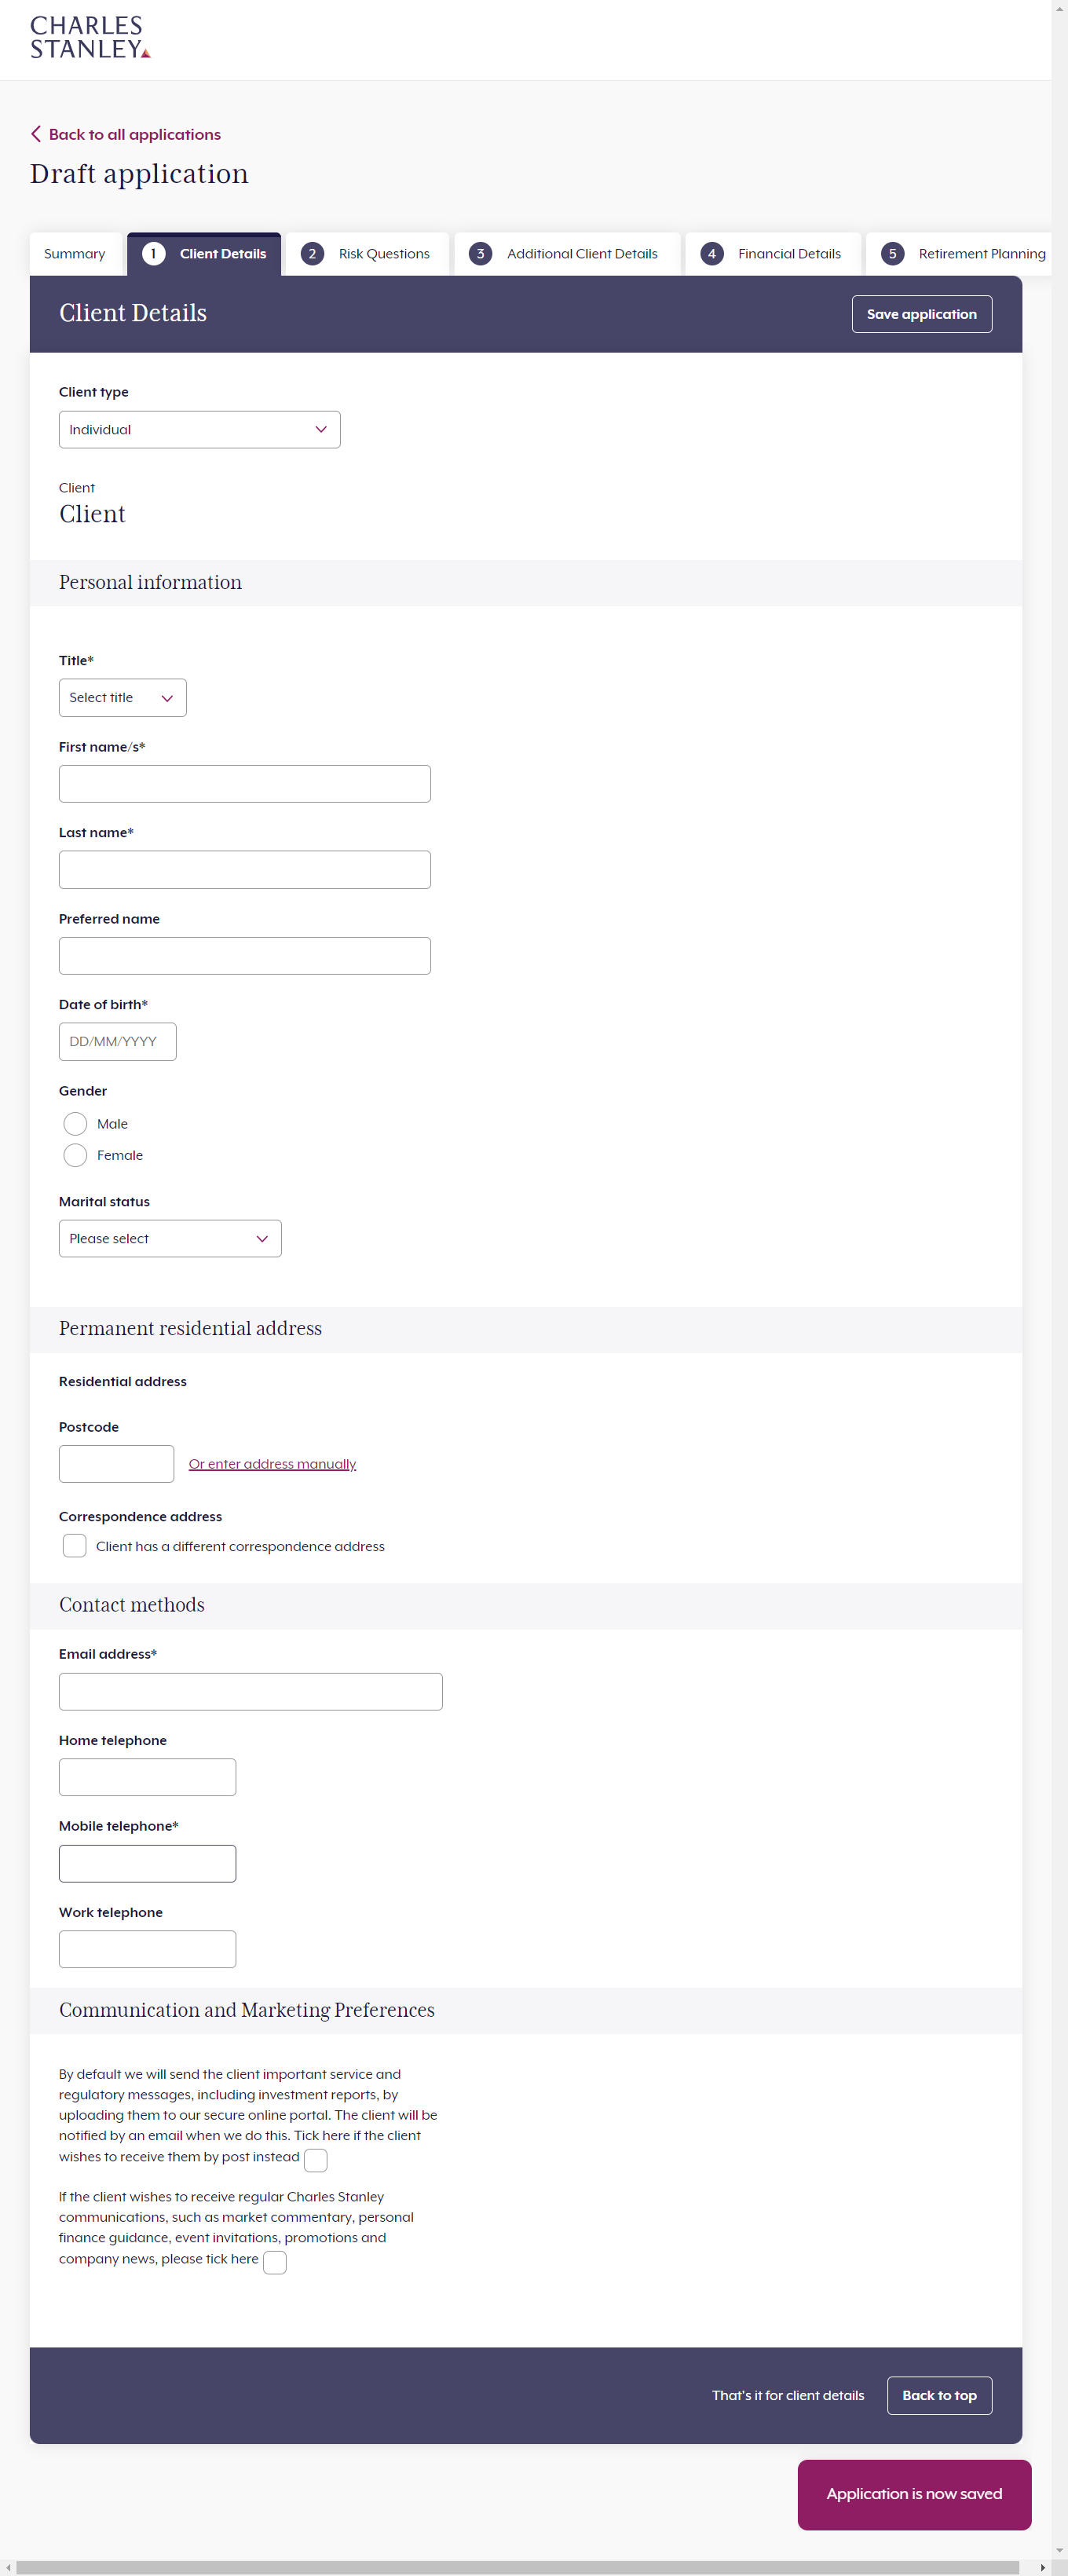 CHARLES
STANLEY
Back to all applications
Draft application
Summary
1 Client Details
2 Risk Questions
3 Additional Client Details
4 Financial Details
5 Retirement Planning
Client Details
Save application
Client type
Individual
Client
Client
Personal information
Title*
Select title
First name/s*
Last name*
Preferred name
Date of birth*
DD/MM/YYYY
Gender
Male
Female
Marital status
Please select
Permanent residential address
Residential address
Postcode
Or enter address manually
Correspondence address
Client has a different correspondence address
Contact methods
Email address*
Home telephone
Mobile telephone*
Work telephone
Communication and Marketing Preferences
By default we will send the client important service and
regulatory messages, including investment reports, by
uploading them to our secure online portal. The client will be
notified by an email when we do this. Tick here if the client
wishes to receive them by post instead
If the client wishes to receive regular Charles Stanley
communications, such as market commentary, personal
finance guidance, event invitations, promotions and
company news, please tick here
That's it for client details
Back to top
Application is now saved